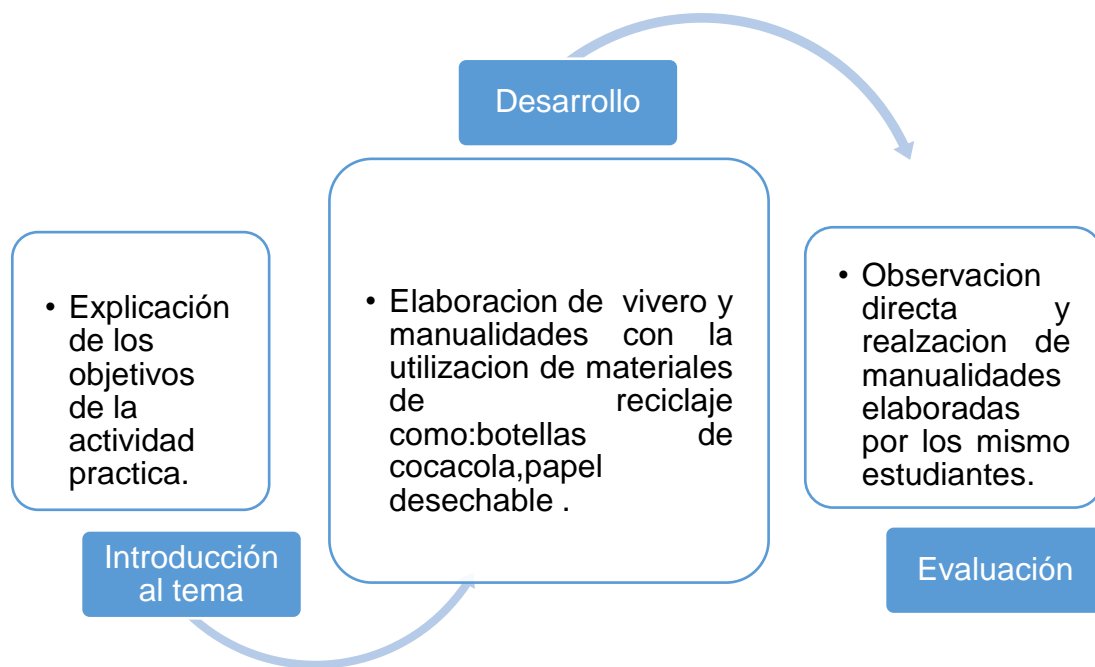 • Explicación
de los
objetivos
de la
actividad
practica.
Introducción
al tema
Desarrollo
• Elaboracion de vivero y
manualidades con la
utilizacion de materiales
de reciclaje
como:botellas de
cocacola,papel
desechable .
• Observacion
directa y
realzacion de
manualidades
elaboradas
por los mismo
estudiantes.
Evaluación